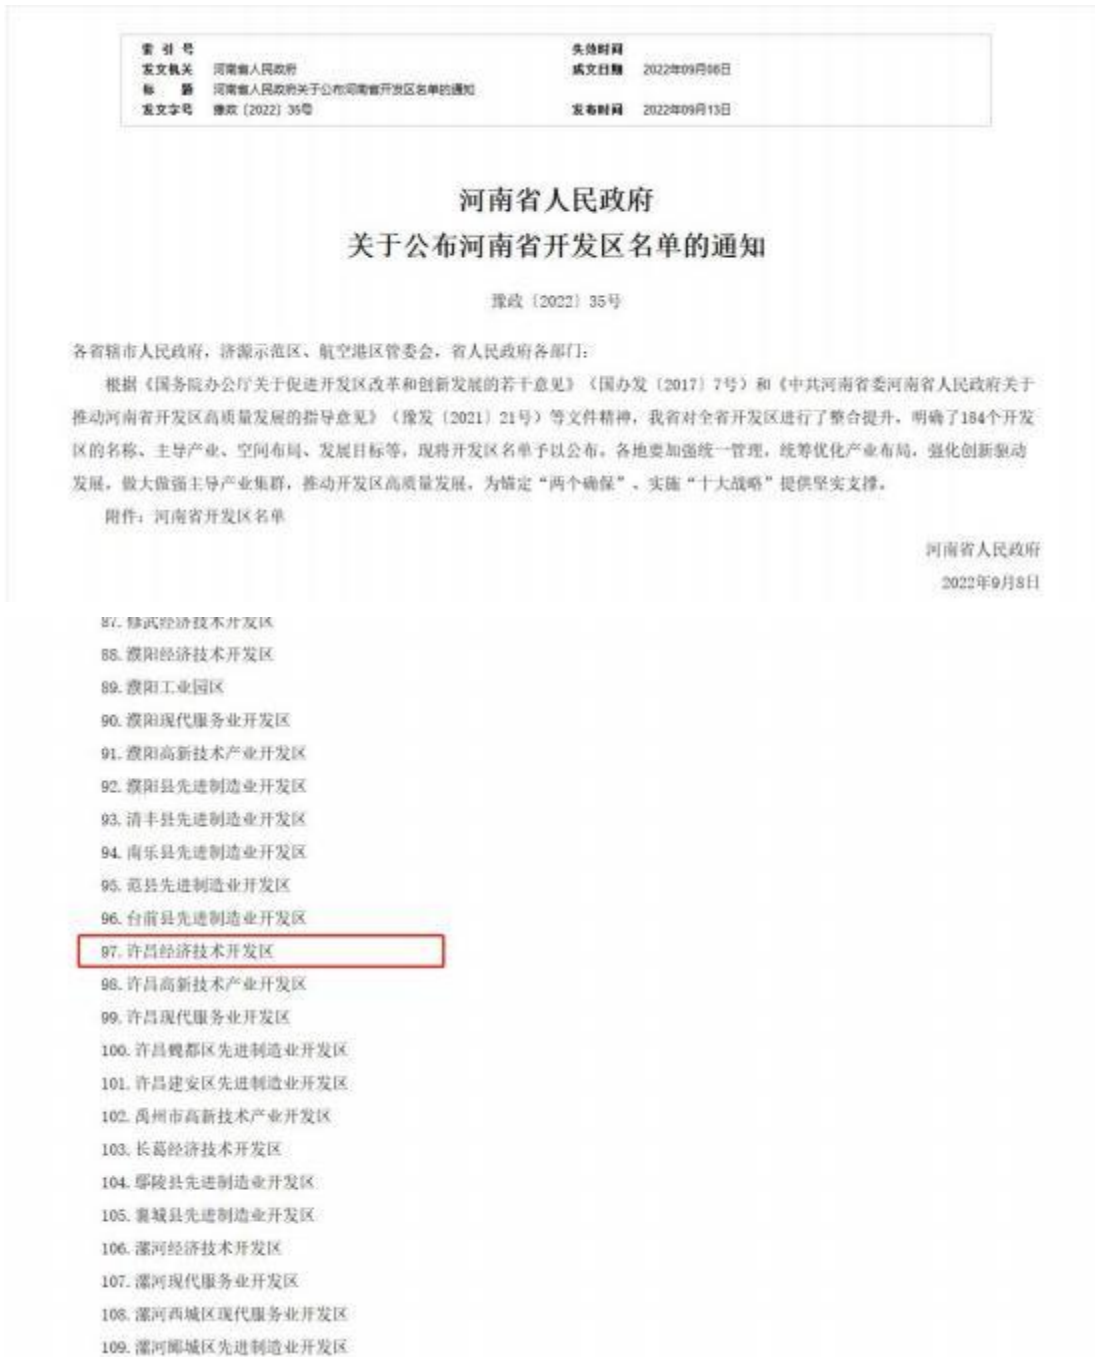 索引号
失效时间
发文机关 河南省人民政府
成文日期 2022年09月08日
标题 河南省人民政府关于公布河南省开发区名单的通知
发文字号 豫政〔2022〕35号
发布时间 2022年09月13日
河南省人民政府
关于公布河南省开发区名单的通知
豫政〔2022〕35号
各省辖市人民政府，济源示范区、航空港区管委会，省人民政府各部门：
根据《国务院办公厅关于促进开发区改革和创新发展的若干意见》（国办发〔2017〕7号）和《中共河南省委河南省人民政府关于
推动河南省开发区高质量发展的指导意见》（豫发〔2021〕21号）等文件精神，我省对全省开发区进行了整合提升，明确了184个开发
区的名称、主导产业、空间布局、发展目标等，现将开发区名单予以公布。各地要加强统一管理，统筹优化产业布局，强化创新驱动
发展，做大做强主导产业集群，推动开发区高质量发展，为锚定“两个确保”、实施“十大战略”提供坚实支撑。
附件：河南省开发区名单
河南省人民政府
2022年9月8日
87. 修武经济技术开发区
88. 濮阳经济技术开发区
89. 濮阳工业园区
90. 濮阳现代服务业开发区
91. 濮阳高新技术产业开发区
92. 濮阳县先进制造业开发区
93. 清丰县先进制造业开发区
94. 南乐县先进制造业开发区
95. 范县先进制造业开发区
96. 台前县先进制造业开发区
97. 许昌经济技术开发区
98. 许昌高新技术产业开发区
99. 许昌现代服务业开发区
100. 许昌魏都区先进制造业开发区
101. 许昌建安区先进制造业开发区
102. 禹州市高新技术产业开发区
103. 长葛经济技术开发区
104. 鄢陵县先进制造业开发区
105. 襄城县先进制造业开发区
106. 漯河经济技术开发区
107. 漯河现代服务业开发区
108. 漯河西城区现代服务业开发区
109. 漯河郾城区先进制造业开发区